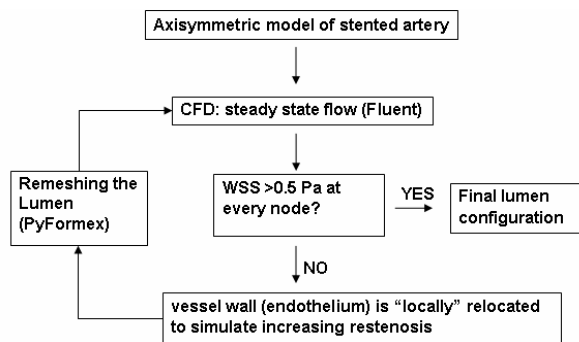 Axisymmetric model of stented artery
CFD: steady state flow (Fluent)
Remeshing the
Lumen
(PyFormex)
WSS >0.5 Pa at
every node?
YES
Final lumen
configuration
NO
vessel wall (endothelium) is “locally” relocated
to simulate increasing restenosis